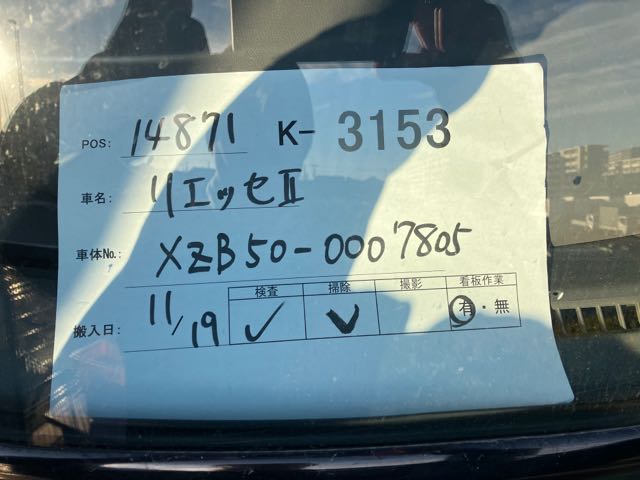 POS: 14871 K- 3153
車名: リエッセII
車体No.: XZB50-0007805
検査 掃除 撮影 看板作業
搬入日: 11/19 ✓ ✓ 有・無